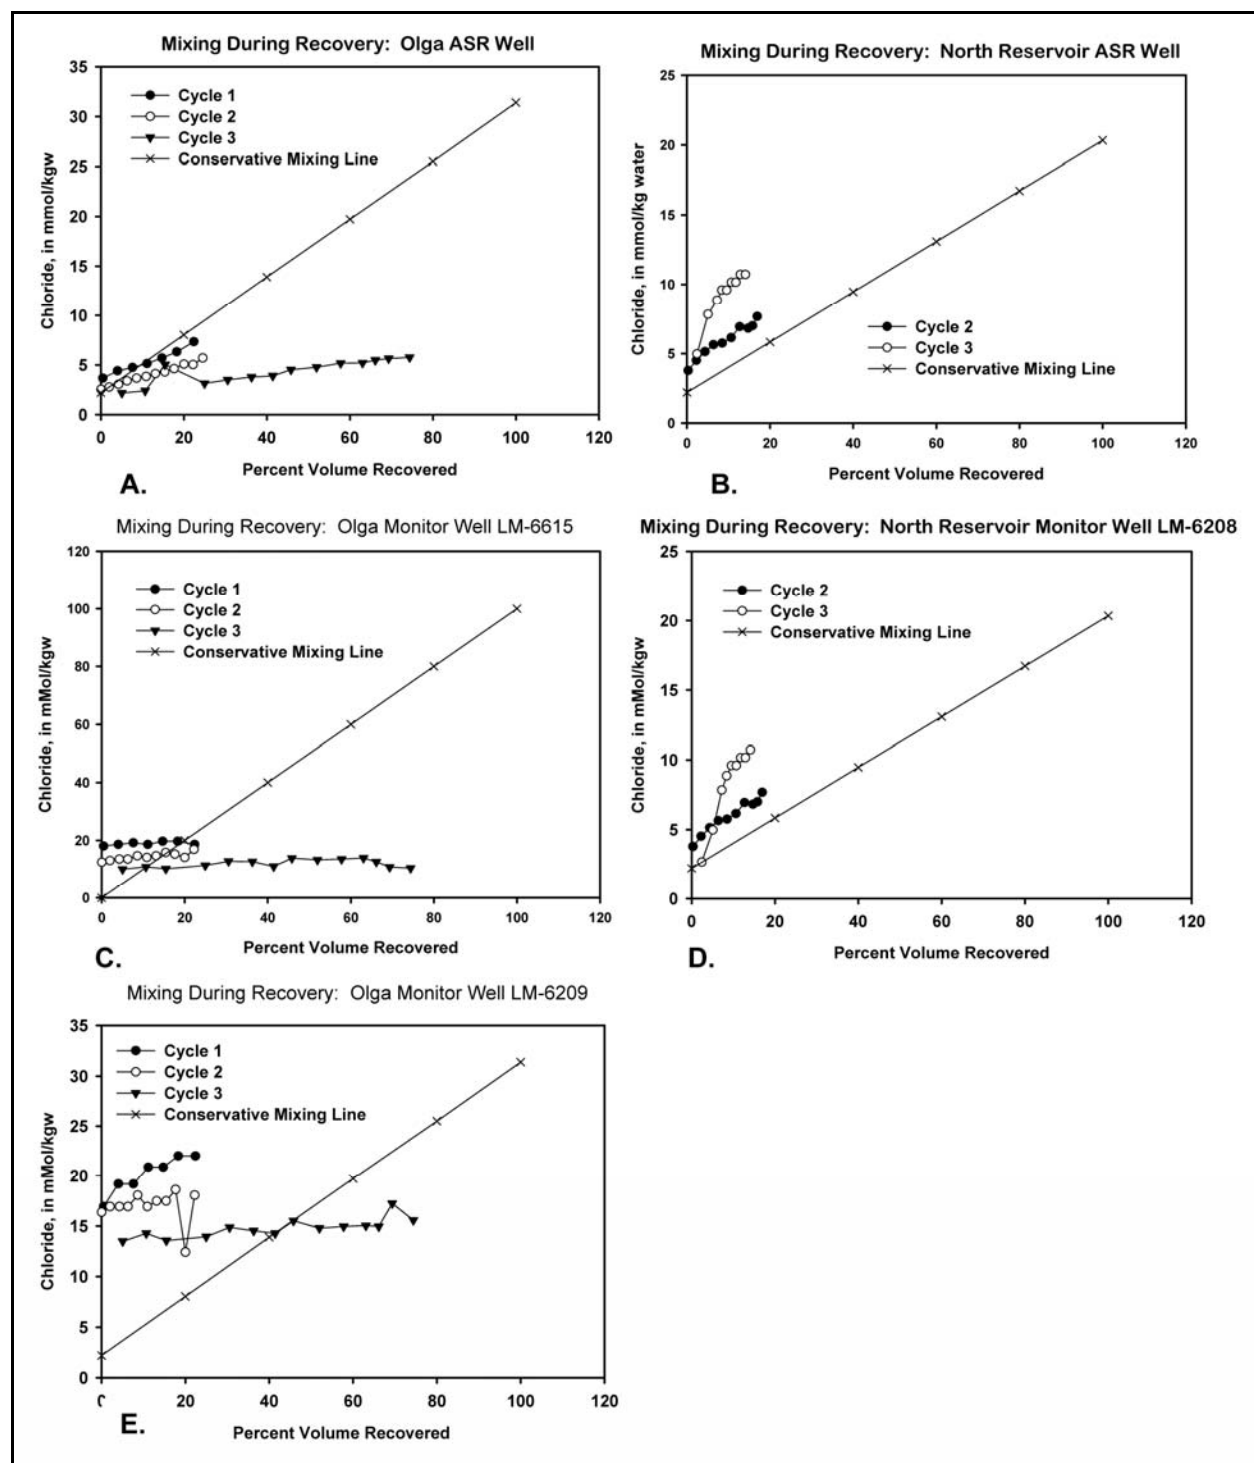 Mixing During Recovery: Olga ASR Well
35
30
25
20
15
10
5
0
Chloride, in mmol/kgw
Cycle 1
Cycle 2
Cycle 3
Conservative Mixing Line
0 20 40 60 80 100 120
Percent Volume Recovered
A.
Mixing During Recovery: North Reservoir ASR Well
25
20
15
10
5
0
Chloride, in mmol/kg water
Cycle 2
Cycle 3
Conservative Mixing Line
0 20 40 60 80 100 120
Percent Volume Recovered
B.
Mixing During Recovery: Olga Monitor Well LM-6615
120
100
80
60
40
20
0
Chloride, in mMol/kgw
Cycle 1
Cycle 2
Cycle 3
Conservative Mixing Line
0 20 40 60 80 100 120
Percent Volume Recovered
C.
Mixing During Recovery: North Reservoir Monitor Well LM-6208
25
20
15
10
5
0
Chloride, in mMol/kgw
Cycle 2
Cycle 3
Conservative Mixing Line
0 20 40 60 80 100 120
Percent Volume Recovered
D.
Mixing During Recovery: Olga Monitor Well LM-6209
35
30
25
20
15
10
5
0
Chloride, in mMol/kgw
Cycle 1
Cycle 2
Cycle 3
Conservative Mixing Line
20 40 60 80 100 120
Percent Volume Recovered
E.